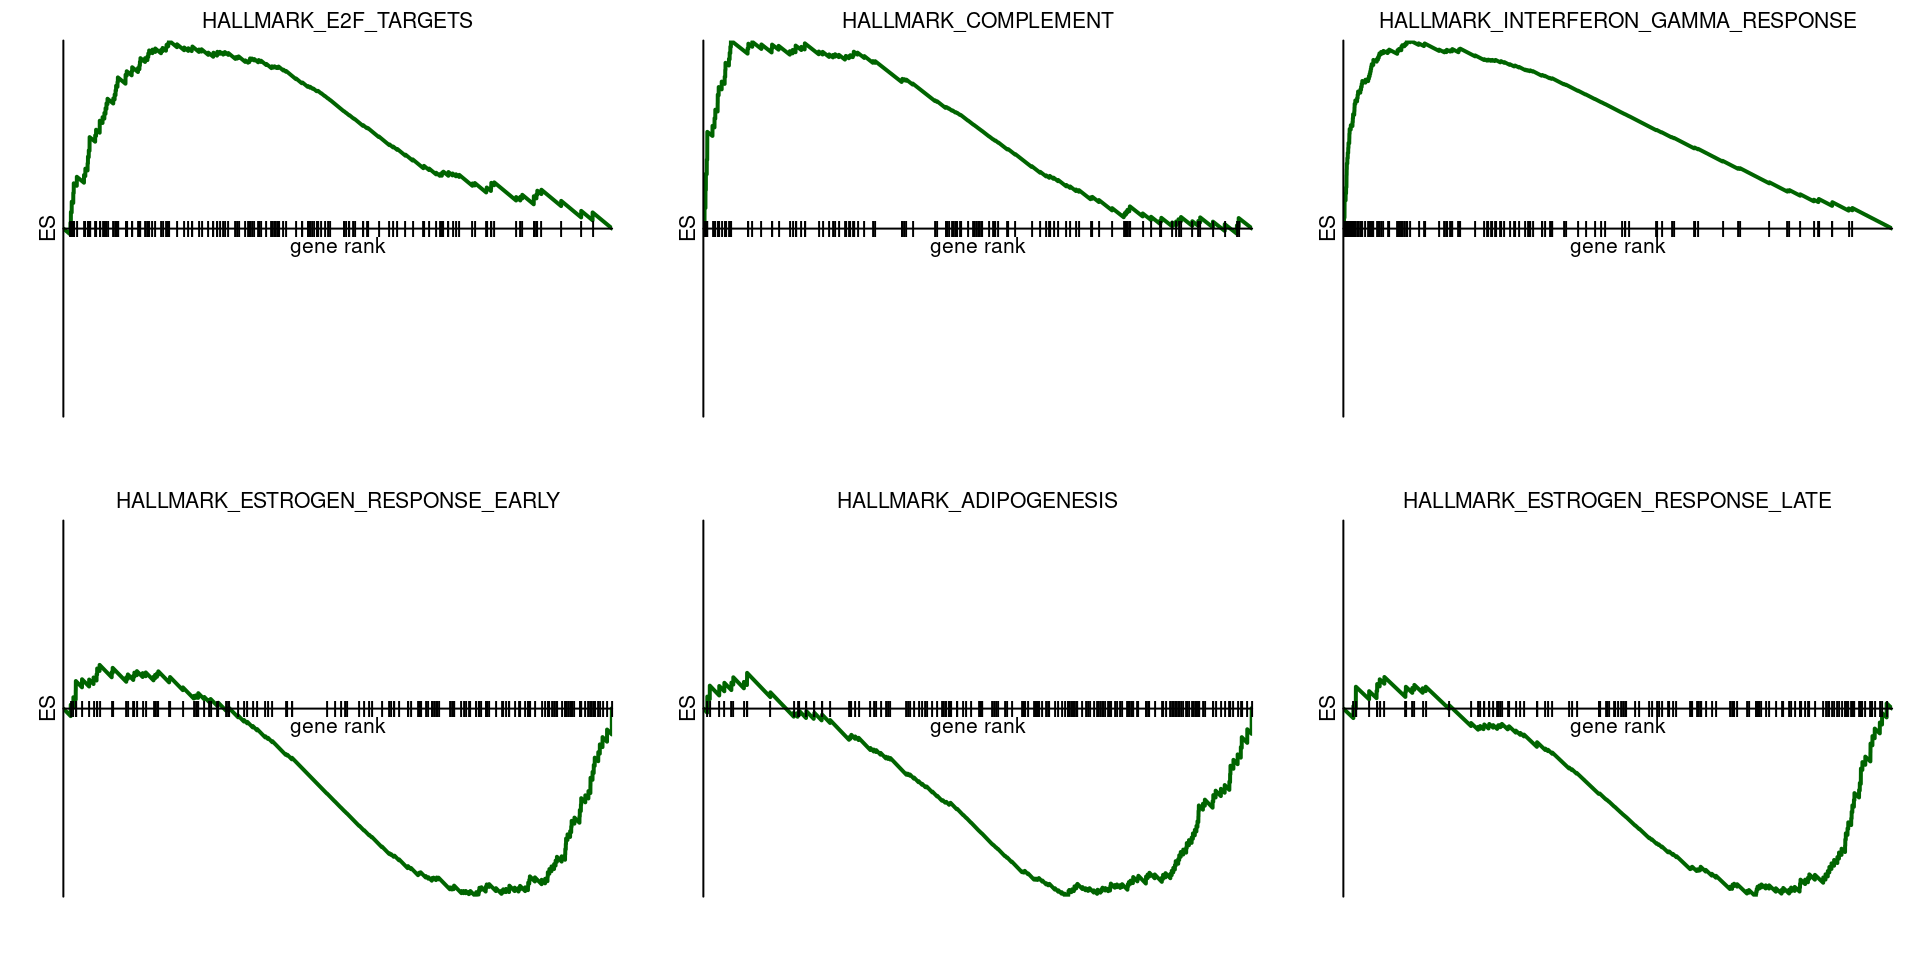 HALLMARK_E2F_TARGETS
ES
gene rank
HALLMARK_COMPLEMENT
ES
gene rank
HALLMARK_INTERFERON_GAMMA_RESPONSE
ES
gene rank
HALLMARK_ESTROGEN_RESPONSE_EARLY
ES
gene rank
HALLMARK_ADIPOGENESIS
ES
gene rank
HALLMARK_ESTROGEN_RESPONSE_LATE
ES
gene rank